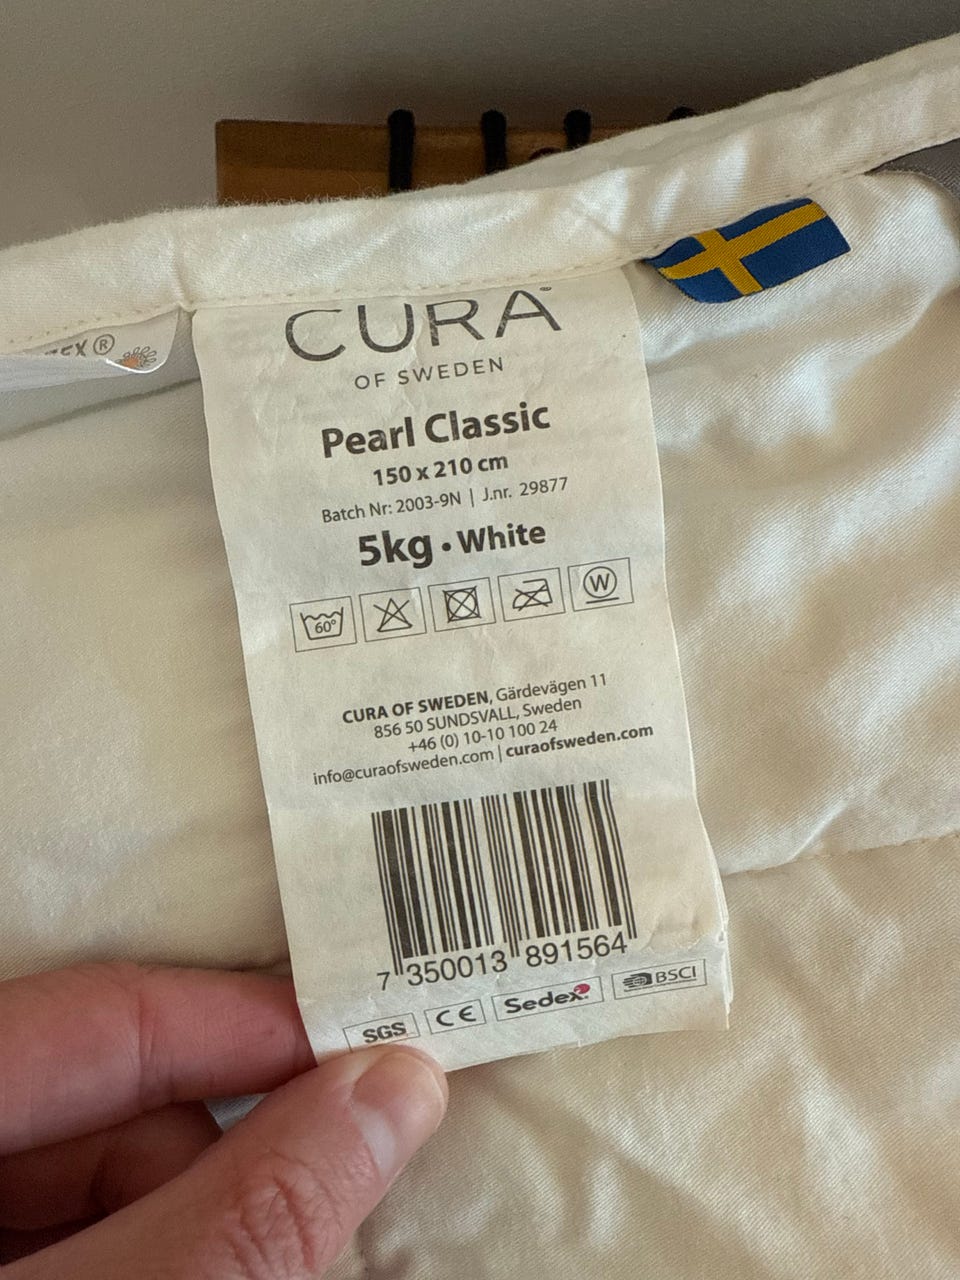 CURA™
OF SWEDEN
Pearl Classic
150 x 210 cm
Batch Nr: 2003-9N | J.nr. 29877
5kg • White
60°
W
CURA OF SWEDEN, Gärdevägen 11
856 50 SUNDSVALL, Sweden
+46 (0) 10-10 100 24
info@curaofsweden.com | curaofsweden.com
7 350013 891564
SGS CE Sedex BSCI